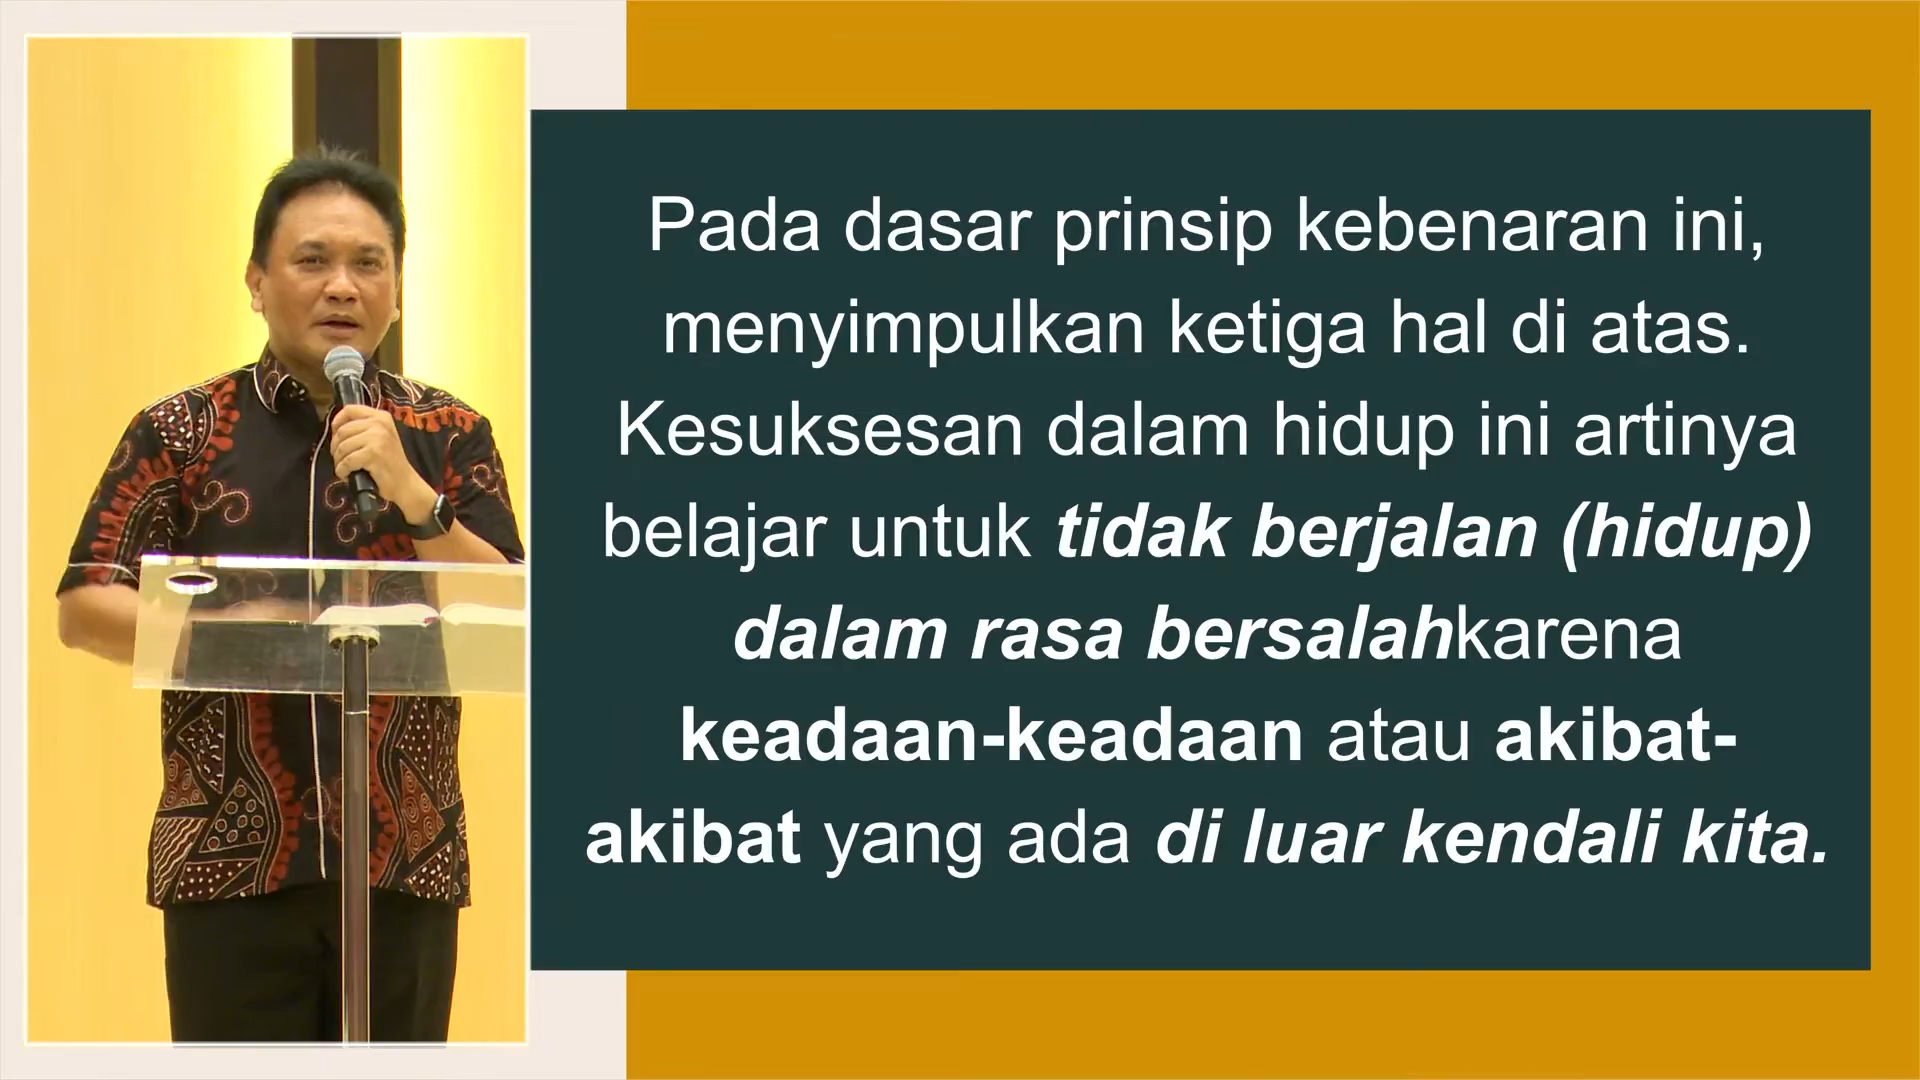 Pada dasar prinsip kebenaran ini,
menyimpulkan ketiga hal di atas.
Kesuksesan dalam hidup ini artinya
belajar untuk tidak berjalan (hidup)
dalam rasa bersalahkarena
keadaan-keadaan atau akibat-
akibat yang ada di luar kendali kita.